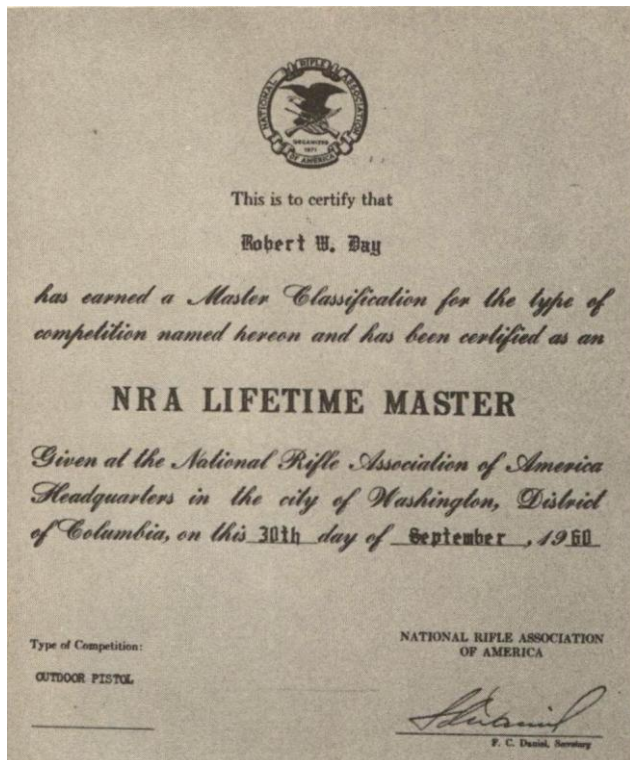 NATIONAL RIFLE ASSOCIATION
ORGANIZED
1871
OF AMERICA
This is to certify that
Robert W. Day
has earned a Master Classification for the type of
competition named hereon and has been certified as an
NRA LIFETIME MASTER
Given at the National Rifle Association of America
Headquarters in the city of Washington, District
of Columbia, on this 30th day of September, 1960
Type of Competition:
OUTDOOR PISTOL
NATIONAL RIFLE ASSOCIATION
OF AMERICA
F. C. Daniel, Secretary